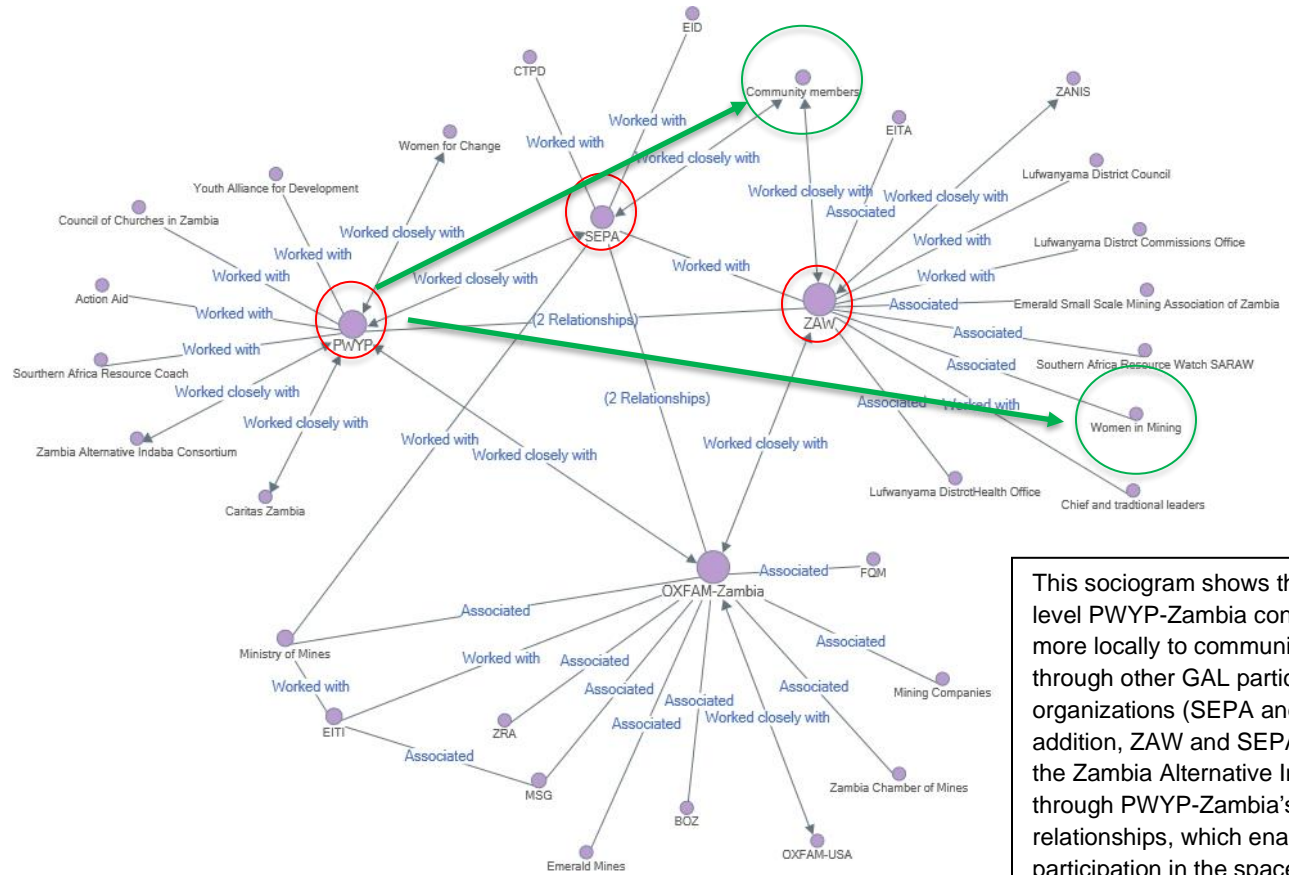 EID
CTPD
Community members
ZANIS
Worked with
Worked with
Women for Change
EITA
Worked closely with
Youth Alliance for Development
Lufwanyama District Council
Worked closely with
Worked closely with
Associated
Council of Churches in Zambia
SEPA
Worked closely with
Worked with
Lufwanyama Distrct Commissions Office
Worked with
Worked with
Worked closely with
Worked with
Worked with
Action Aid
Worked with
Associated
Emerald Small Scale Mining Association of Zambia
(2 Relationships)
ZAW
PWYP
Associated
Worked with
Sourthern Africa Resource Coach
Southern Africa Resource Watch SARAW
Associated
Worked closely with
(2 Relationships)
Associated
Worked with
Worked closely with
Women in Mining
Worked with
Worked closely with
Zambia Alternative Indaba Consortium
Worked closely with
Lufwanyama DistrctHealth Office
Caritas Zambia
Chief and tradtional leaders
Associated
FQM
OXFAM-Zambia
Associated
Ministry of Mines
Worked with
Associated
Associated
Worked with
Associated
Associated
Mining Companies
Associated
Associated
Worked closely with
EITI
ZRA
Associated
MSG
Zambia Chamber of Mines
BOZ
OXFAM-USA
Emerald Mines
This sociogram shows
level PWYP-Zambia
more locally to
through other GAL
organizations (SEPA
addition, ZAW and SEPA
the Zambia Alternative
through PWYP-Zambia's
relationships, which
participation in the space